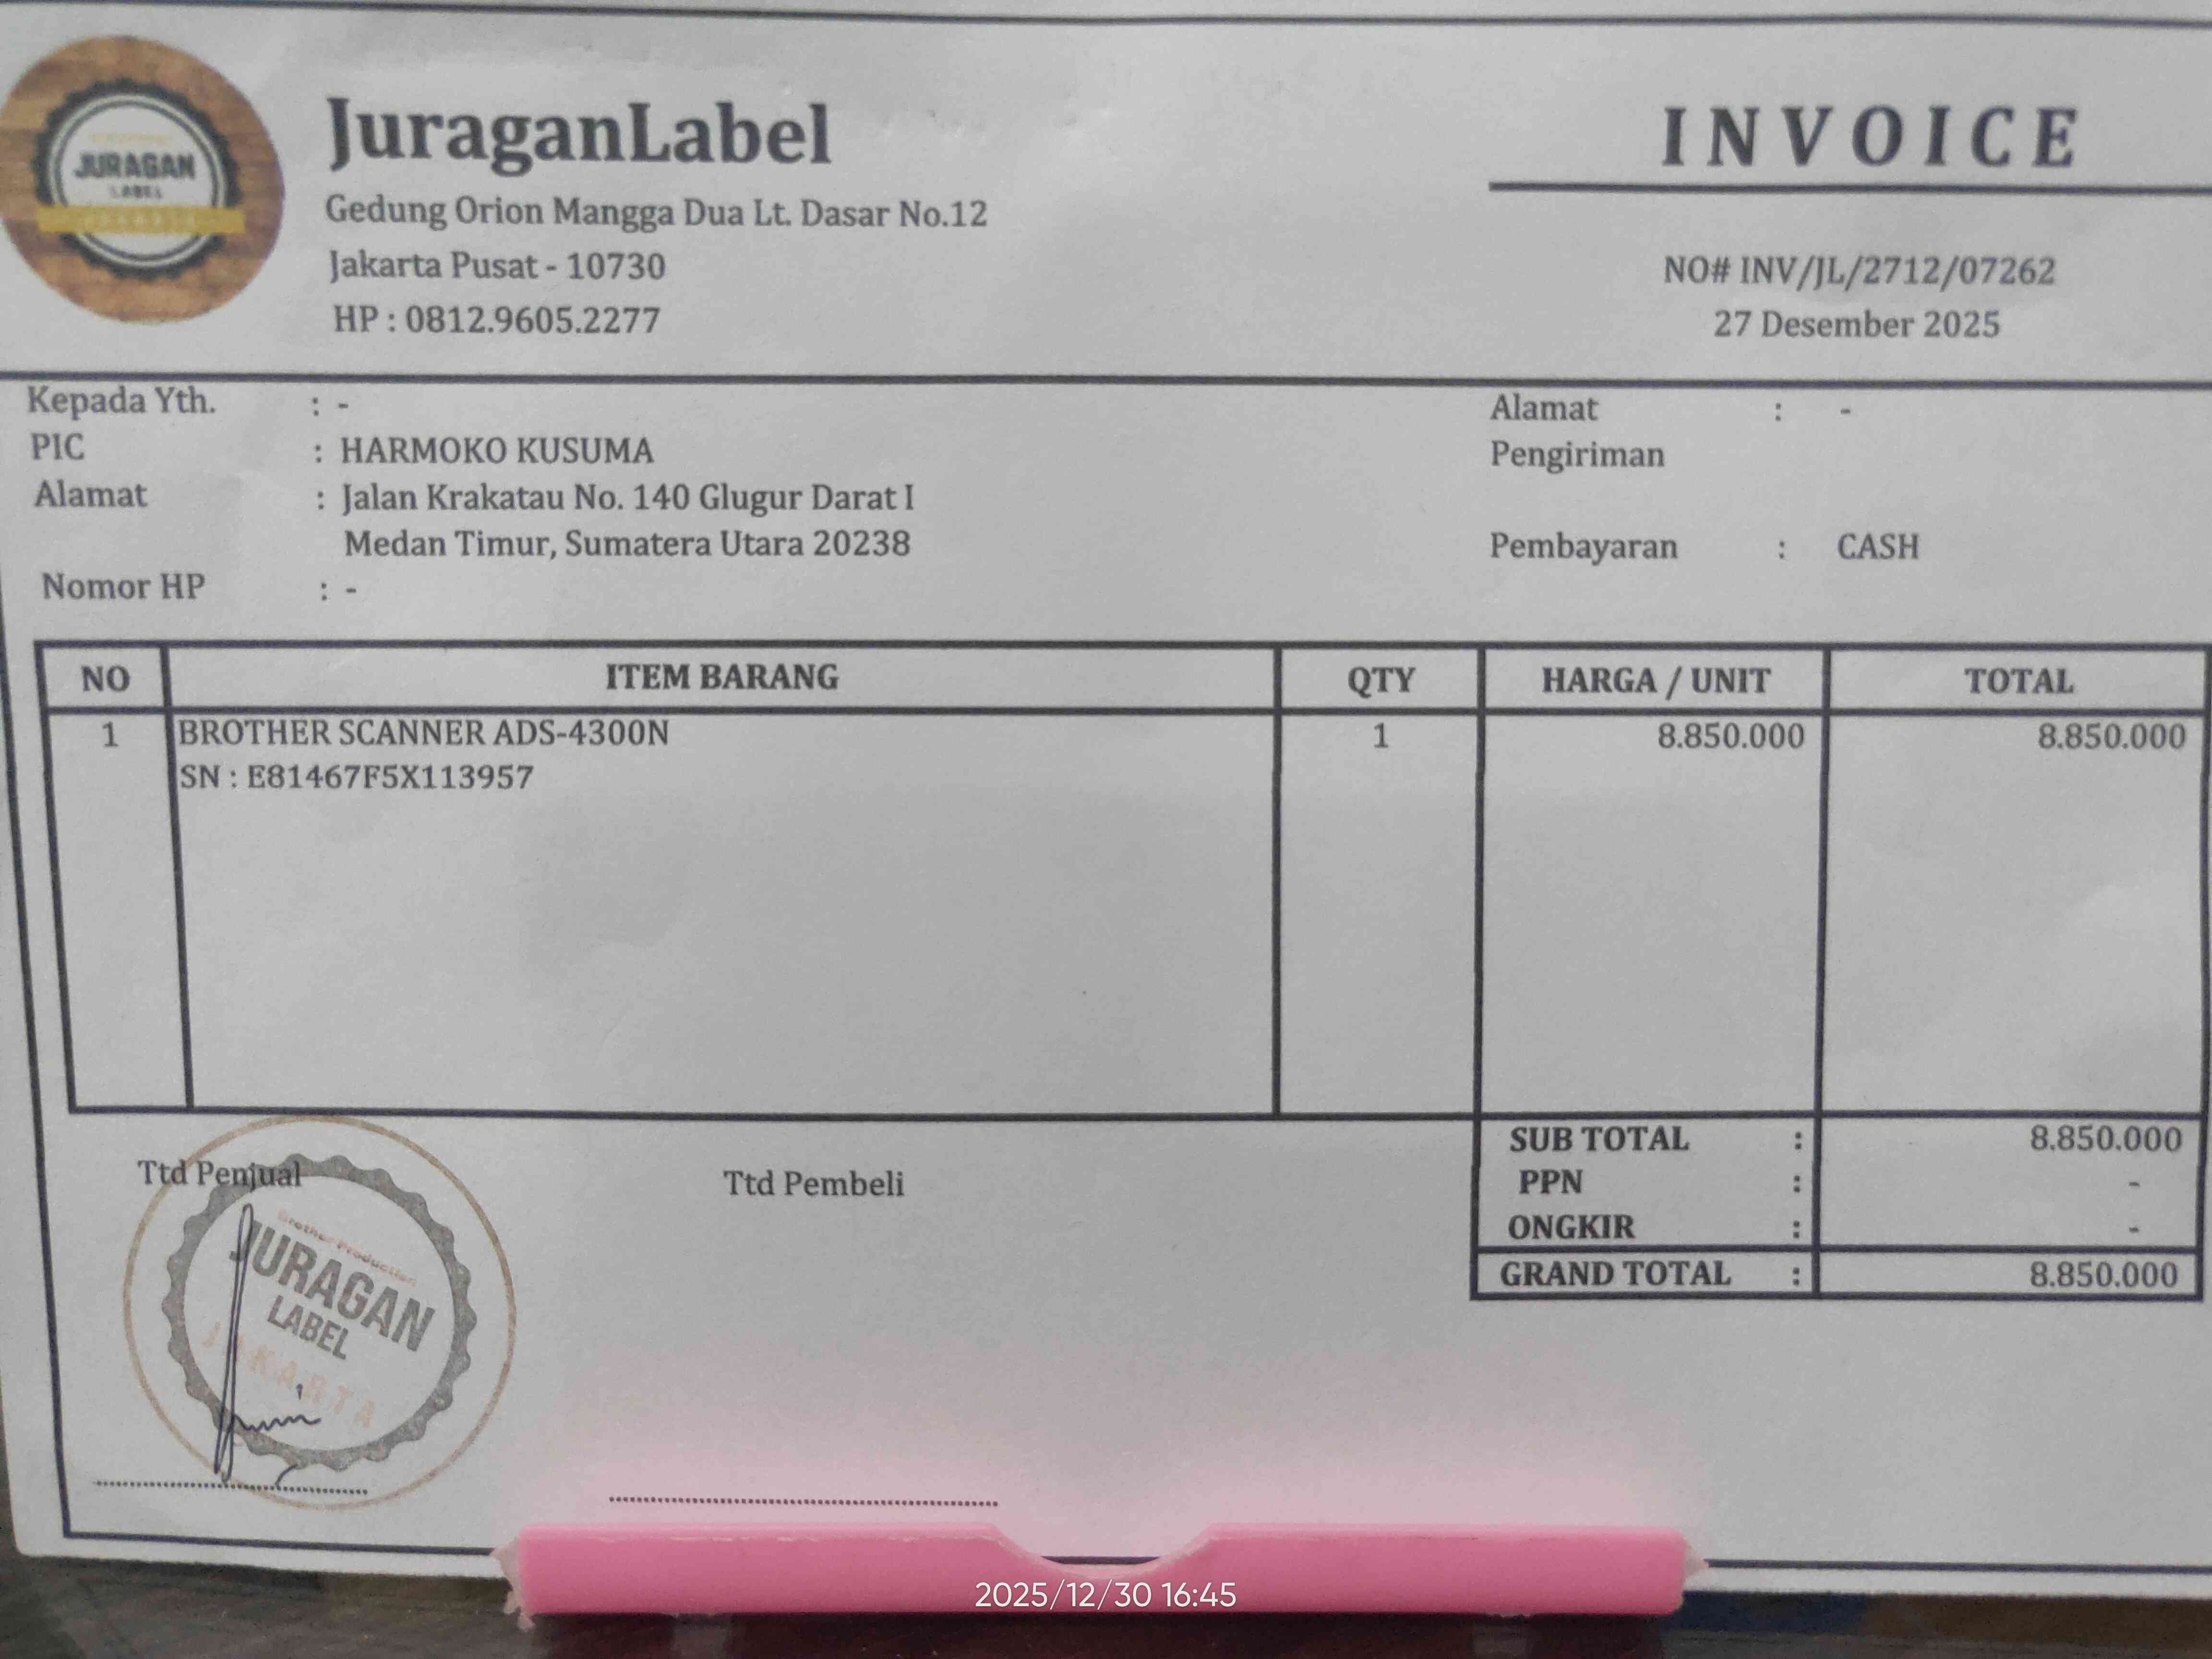 JURAGAN
LABEL
JAKARTA
JuraganLabel
Gedung Orion Mangga Dua Lt. Dasar No.12
Jakarta Pusat - 10730
HP : 0812.9605.2277
INVOICE
NO# INV/JL/2712/07262
27 Desember 2025
Kepada Yth. : -
PIC : HARMOKO KUSUMA
Alamat : Jalan Krakatau No. 140 Glugur Darat I
Medan Timur, Sumatera Utara 20238
Nomor HP : -
Alamat : -
Pengiriman
Pembayaran : CASH
NO ITEM BARANG QTY HARGA / UNIT TOTAL
1 BROTHER SCANNER ADS-4300N 1 8.850.000 8.850.000
SN : E81467F5X113957
SUB TOTAL : 8.850.000
PPN : -
ONGKIR : -
GRAND TOTAL : 8.850.000
Ttd Penjual
Ttd Pembeli
Brother Production
JURAGAN
LABEL
JAKARTA
2025/12/30 16:45